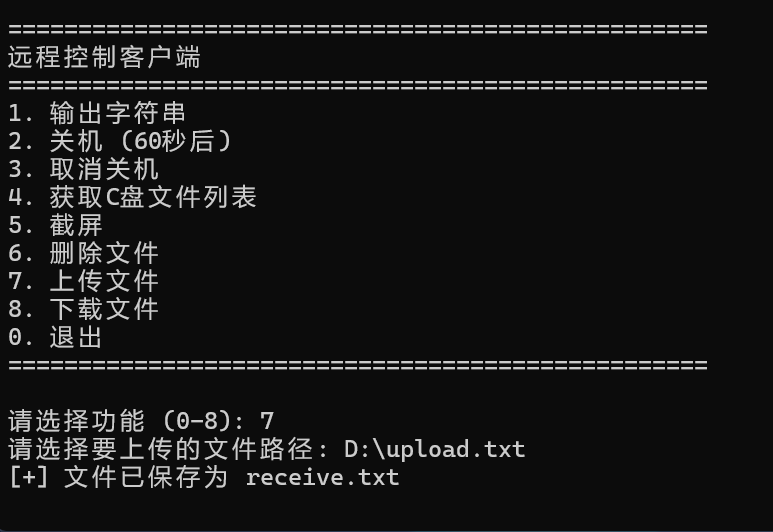 ==================================================
远程控制客户端
==================================================
1. 输出字符串
2. 关机 (60秒后)
3. 取消关机
4. 获取C盘文件列表
5. 截屏
6. 删除文件
7. 上传文件
8. 下载文件
0. 退出
==================================================
请选择功能 (0-8): 7
请选择要上传的文件路径: D:\upload.txt
[+] 文件已保存为 receive.txt